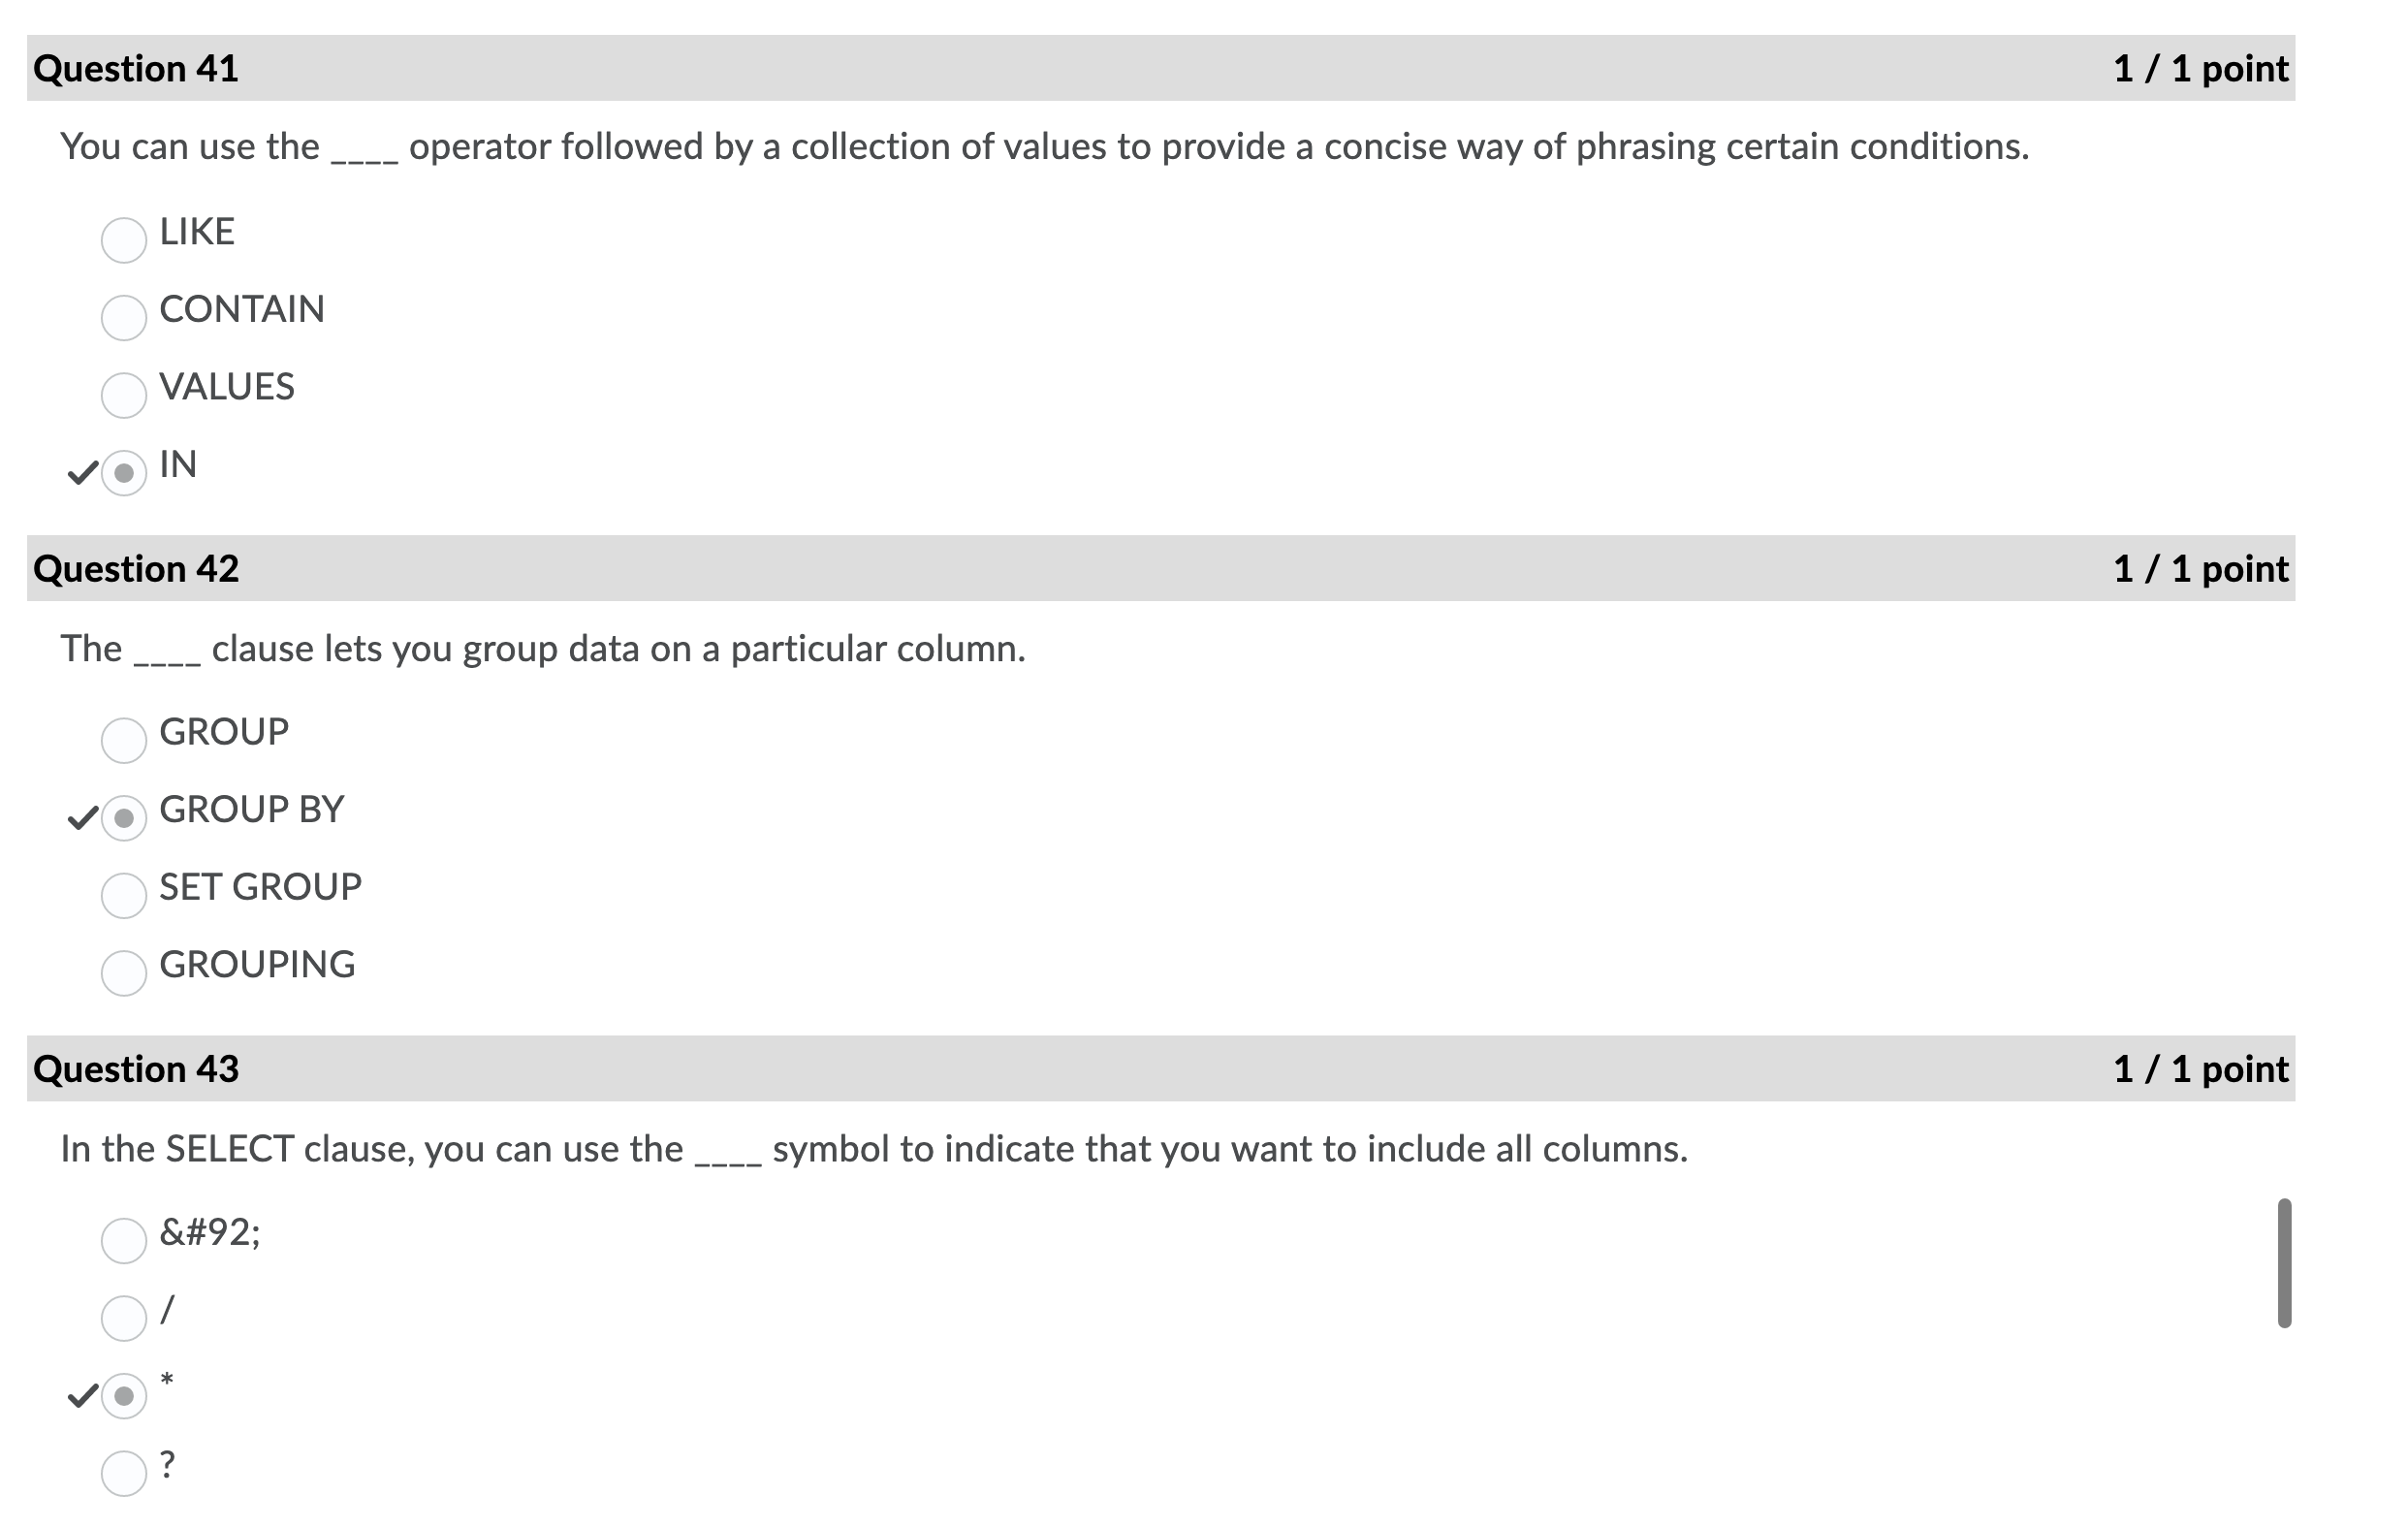 Question 41 1 / 1 point
You can use the ____ operator followed by a collection of values to provide a concise way of phrasing certain conditions.
LIKE
CONTAIN
VALUES
IN
Question 42 1 / 1 point
The ____ clause lets you group data on a particular column.
GROUP
GROUP BY
SET GROUP
GROUPING
Question 43 1 / 1 point
In the SELECT clause, you can use the ____ symbol to indicate that you want to include all columns.
&#92;
/
*
?